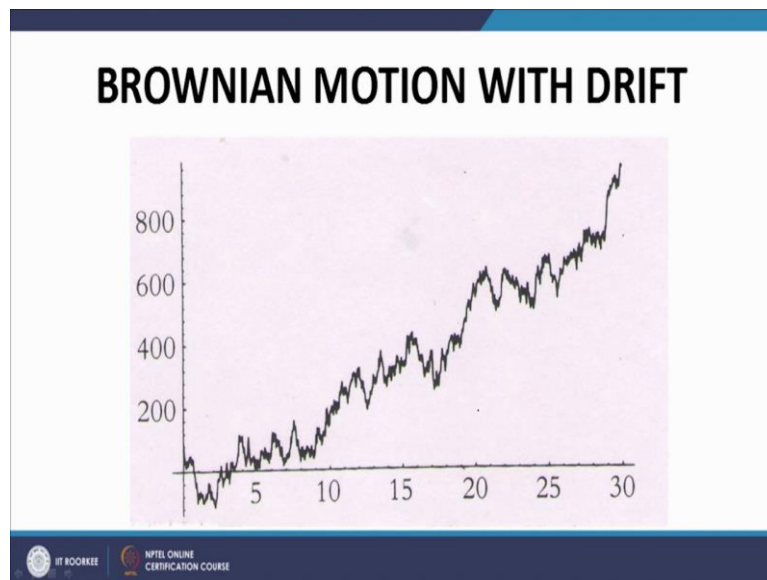 BROWNIAN MOTION WITH DRIFT
800
600
400
200
5 10 15 20 25 30
IIT ROORKEE
NPTEL ONLINE
CERTIFICATION COURSE